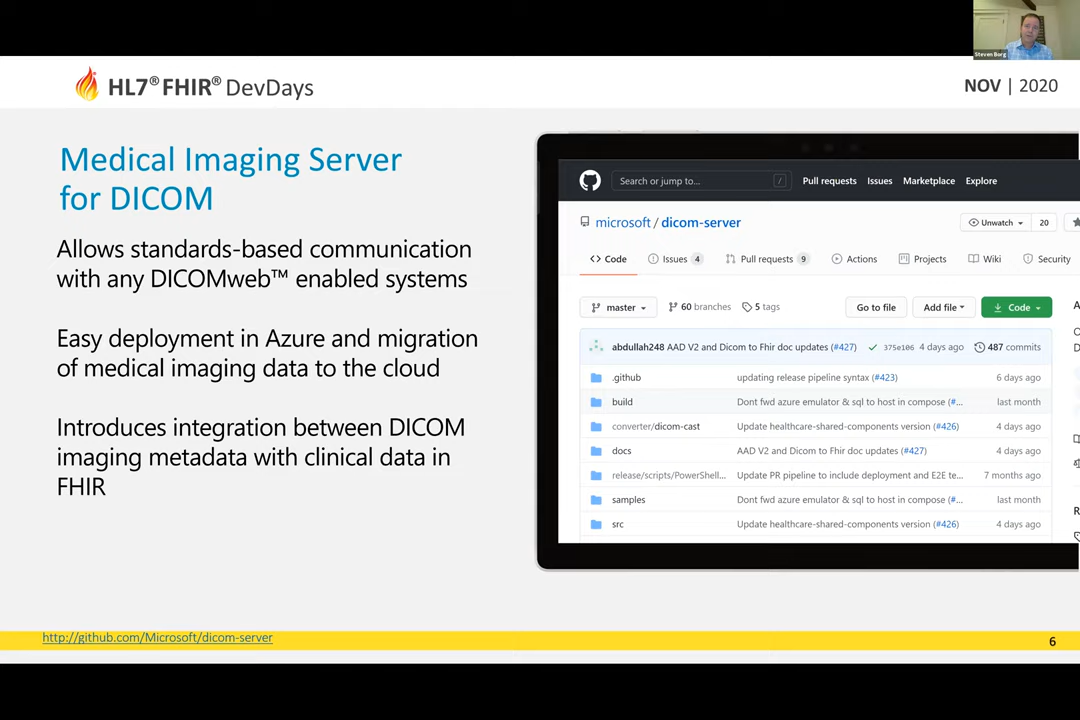 Steven Borg
HL7® FHIR® DevDays
NOV | 2020
Medical Imaging Server
for DICOM
Allows standards-based communication
with any DICOMweb™ enabled systems
Easy deployment in Azure and migration
of medical imaging data to the cloud
Introduces integration between DICOM
imaging metadata with clinical data in
FHIR
Search or jump to... /
Pull requests Issues Marketplace Explore
microsoft / dicom-server
Unwatch 20
Code Issues 4 Pull requests 9 Actions Projects Wiki Security
master 60 branches 5 tags Go to file Add file Code
abdullah248 AAD V2 and Dicom to Fhir doc updates (#427) 375e106 4 days ago 487 commits
.github updating release pipeline syntax (#423) 6 days ago
build Dont fwd azure emulator & sql to host in compose (#... last month
converter/dicom-cast Update healthcare-shared-components version (#426) 4 days ago
docs AAD V2 and Dicom to Fhir doc updates (#427) 4 days ago
release/scripts/PowerShell... Update PR pipeline to include deployment and E2E te... 7 months ago
samples Dont fwd azure emulator & sql to host in compose (#... last month
src Update healthcare-shared-components version (#426) 4 days ago
http://github.com/Microsoft/dicom-server
6